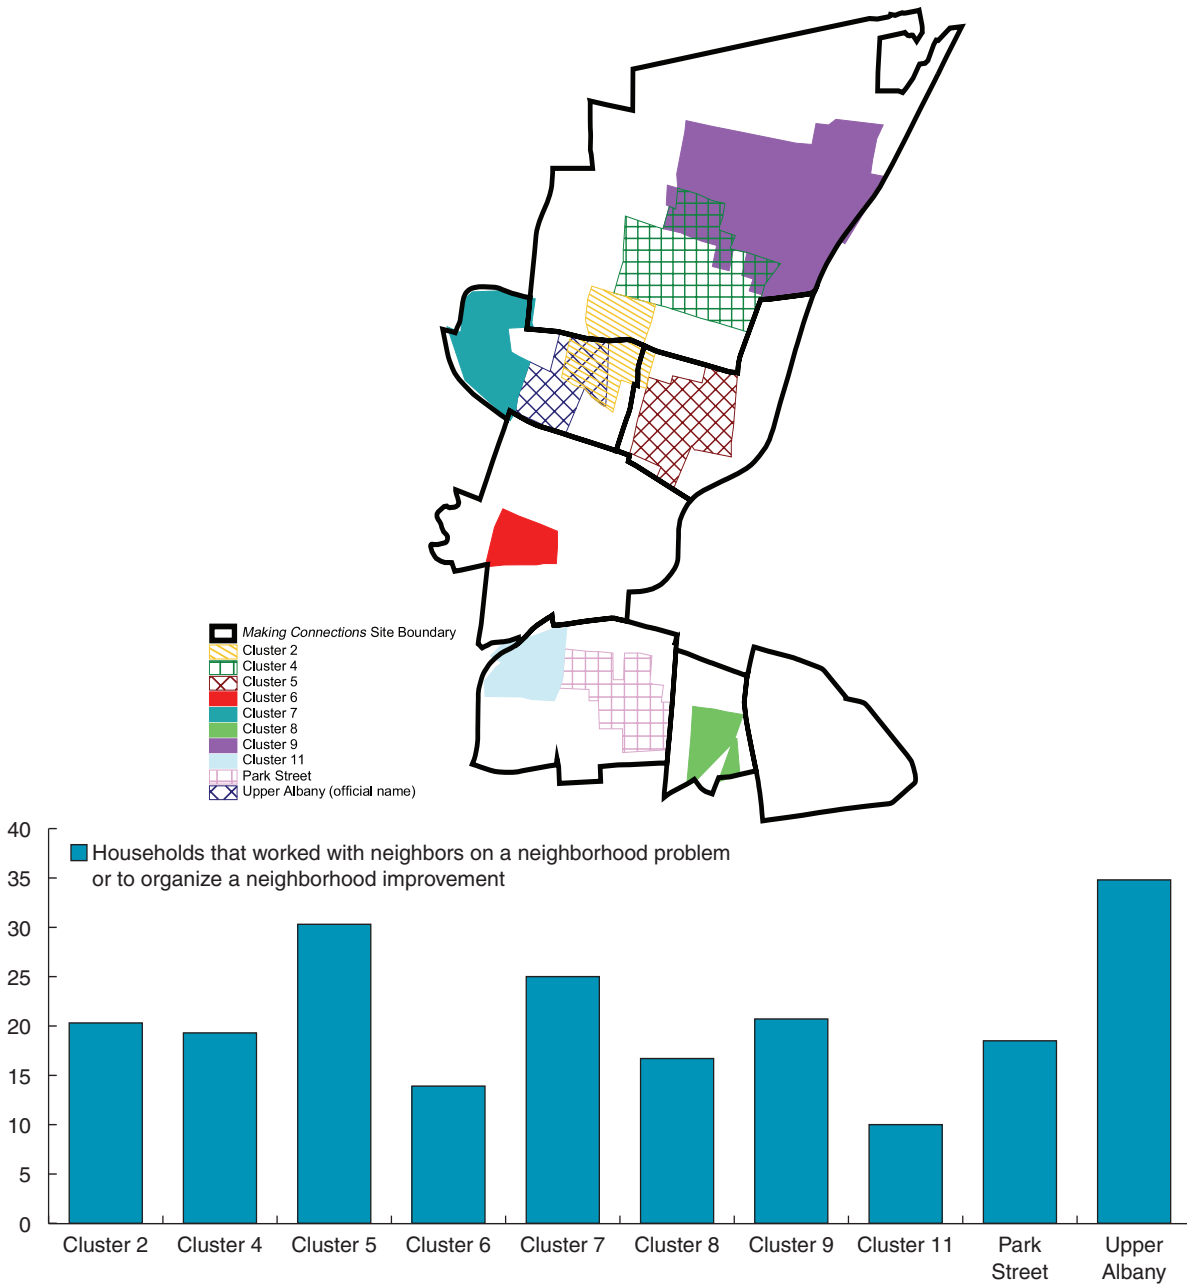 Making Connections Site Boundary
Cluster 2
Cluster 4
Cluster 5
Cluster 6
Cluster 7
Cluster 8
Cluster 9
Cluster 11
Park Street
Upper Albany (official name)
40
35
30
25
20
15
10
5
0
Households that worked with neighbors on a neighborhood problem
or to organize a neighborhood improvement
Cluster 2
Cluster 4
Cluster 5
Cluster 6
Cluster 7
Cluster 8
Cluster 9
Cluster 11
Park
Street
Upper
Albany